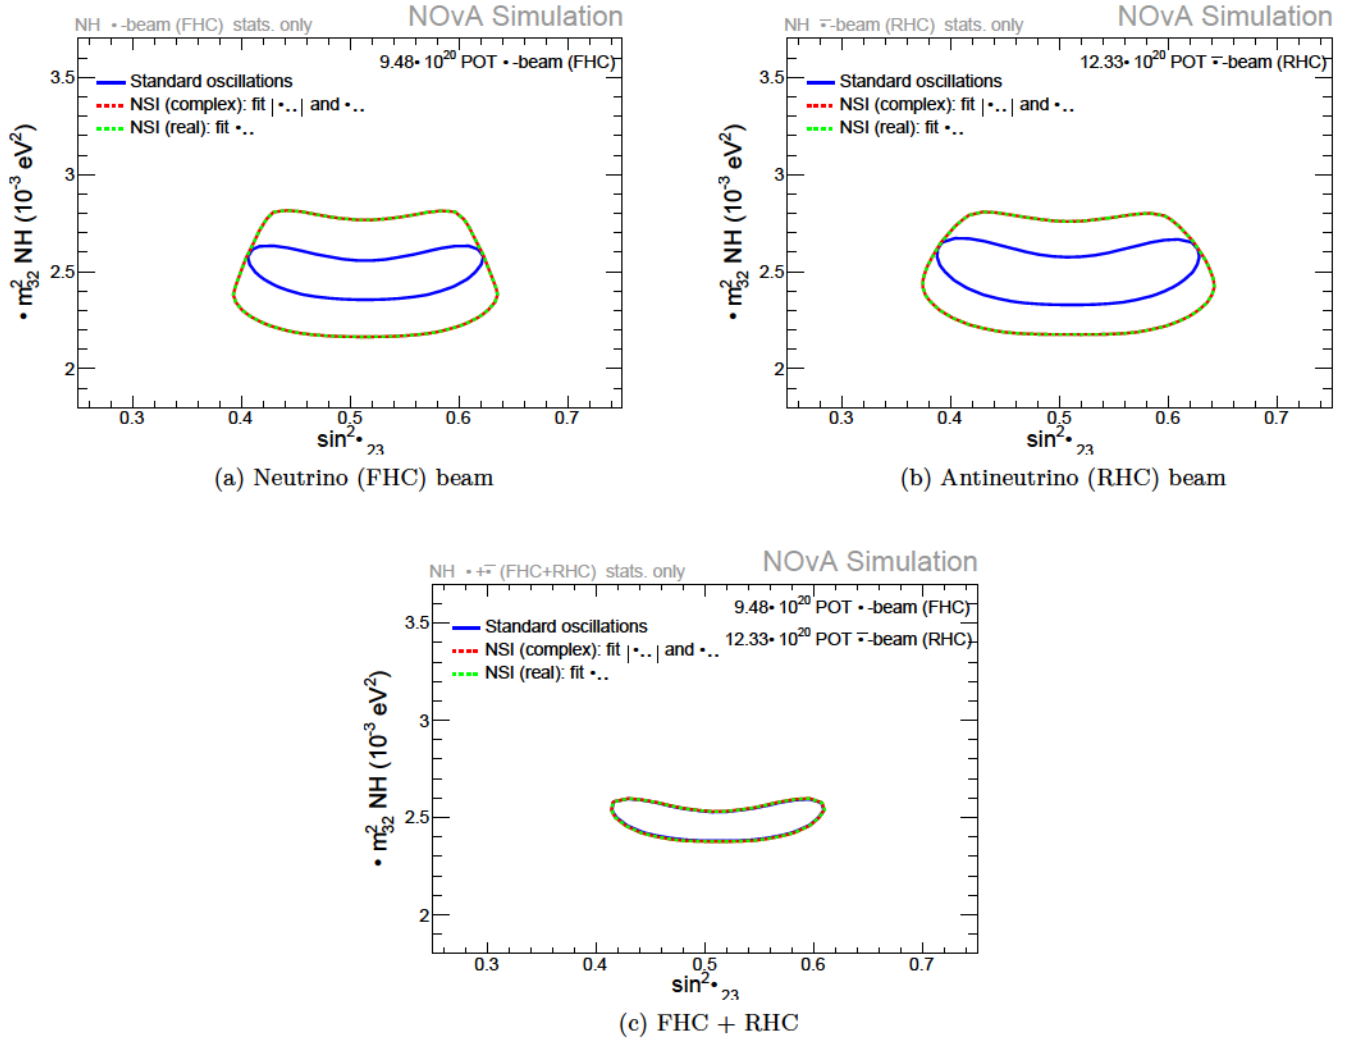 NH •-beam (FHC) stats. only
NOvA Simulation
9.48• 10²⁰ POT •-beam (FHC)
Standard oscillations
NSI (complex): fit |•..| and •..
NSI (real): fit •..
3.5
3
2.5
2
• m²₃₂ NH (10⁻³ eV²)
0.3 0.4 0.5 0.6 0.7
sin²•₂₃
(a) Neutrino (FHC) beam
NH •̅-beam (RHC) stats. only
NOvA Simulation
12.33• 10²⁰ POT •̅-beam (RHC)
Standard oscillations
NSI (complex): fit |•..| and •..
NSI (real): fit •..
3.5
3
2.5
2
• m²₃₂ NH (10⁻³ eV²)
0.3 0.4 0.5 0.6 0.7
sin²•₂₃
(b) Antineutrino (RHC) beam
NH •+•̅ (FHC+RHC) stats. only
NOvA Simulation
9.48• 10²⁰ POT •-beam (FHC)
12.33• 10²⁰ POT •̅-beam (RHC)
Standard oscillations
NSI (complex): fit |•..| and •..
NSI (real): fit •..
3.5
3
2.5
2
• m²₃₂ NH (10⁻³ eV²)
0.3 0.4 0.5 0.6 0.7
sin²•₂₃
(c) FHC + RHC